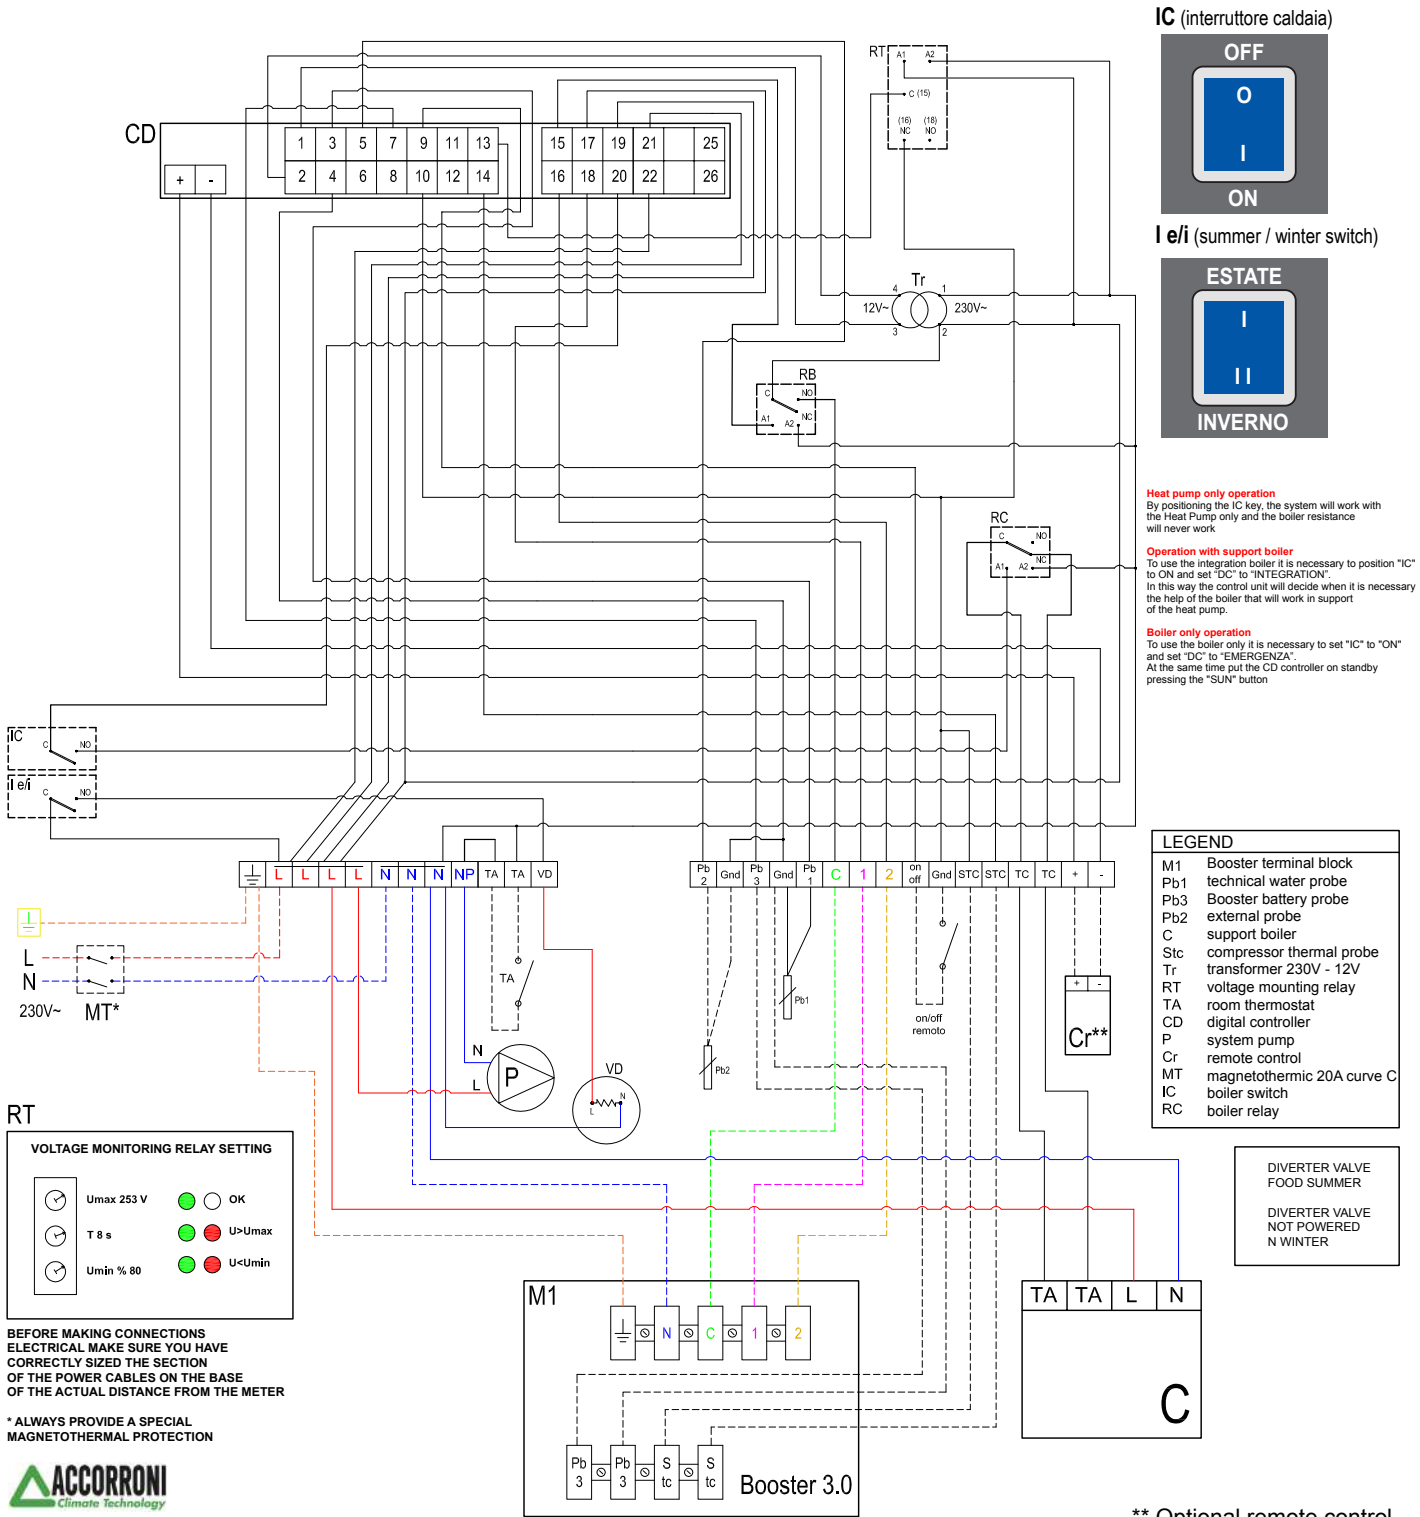 IC (interruttore caldaia)
OFF
O
I
ON
I e/i (summer / winter switch)
ESTATE
I
I I
INVERNO
Heat pump only operation
By positioning the IC key, the system will work with
the Heat Pump only and the boiler resistance
will never work
Operation with support boiler
To use the integration boiler it is necessary to position "IC"
to ON and set "DC" to "INTEGRATION".
In this way the control unit will decide when it is necessary
the help of the boiler that will work in support
of the heat pump.
Boiler only operation
To use the boiler only it is necessary to set "IC" to "ON"
and set "DC" to "EMERGENZA".
At the same time put the CD controller on standby
pressing the "SUN" button
CD
+ -
1 3 5 7 9 11 13
2 4 6 8 10 12 14
15 17 19 21 25
16 18 20 22 26
RT
A1 A2
C (15)
(16) (18)
NC NO
Tr
4 1
12V~ 230V~
3 2
RB
C NO
NC
A1 A2
RC
C NO
NC
A1 A2
IC
C NO
I e/i
C NO
L L L L N N N NP TA TA VD
Pb 2 Gnd Pb 3 Gnd Pb 1 C 1 2 on off Gnd STC STC TC TC + -
L
N
230V~ MT*
TA
N
L
P
VD
L N
Pb1
Pb2
on/off
remoto
+ -
Cr**
LEGEND
M1 Booster terminal block
Pb1 technical water probe
Pb3 Booster battery probe
Pb2 external probe
C support boiler
Stc compressor thermal probe
Tr transformer 230V - 12V
RT voltage mounting relay
TA room thermostat
CD digital controller
P system pump
Cr remote control
MT magnetothermic 20A curve C
IC boiler switch
RC boiler relay
DIVERTER VALVE
FOOD SUMMER
DIVERTER VALVE
NOT POWERED
N WINTER
RT
VOLTAGE MONITORING RELAY SETTING
Umax 253 V OK
T 8 s U>Umax
Umin % 80 U<Umin
BEFORE MAKING CONNECTIONS
ELECTRICAL MAKE SURE YOU HAVE
CORRECTLY SIZED THE SECTION
OF THE POWER CABLES ON THE BASE
OF THE ACTUAL DISTANCE FROM THE METER
* ALWAYS PROVIDE A SPECIAL
MAGNETOTHERMAL PROTECTION
ACCORRONI
Climate Technology
M1
N C 1 2
Pb 3 Pb 3 S tc S tc
Booster 3.0
TA TA L N
C
** Optional remote control